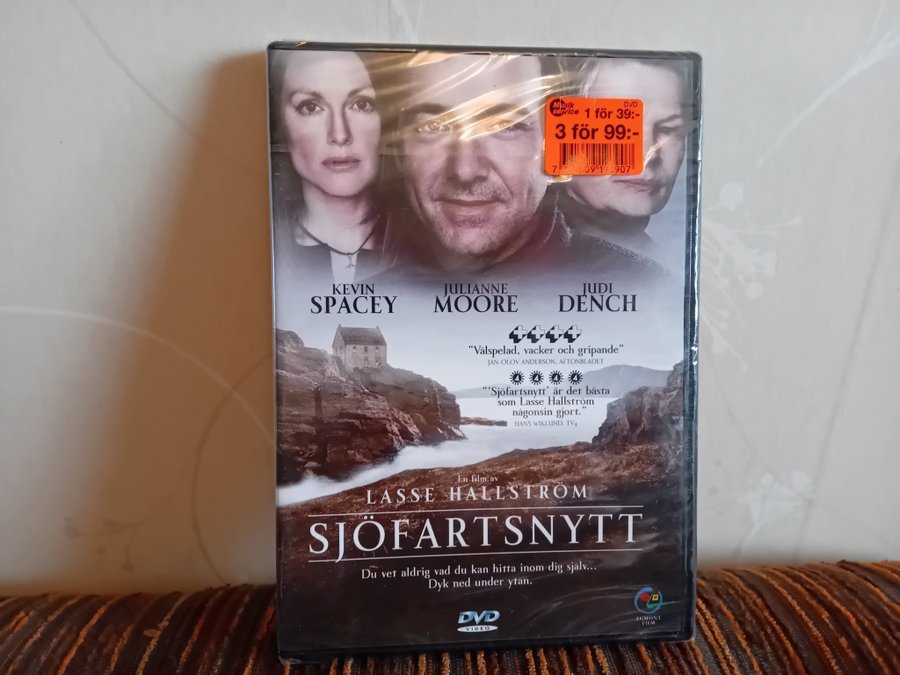 Musik service DVD
1 för 39:-
3 för 99:-
KEVIN SPACEY
JULIANNE MOORE
JUDI DENCH
"Välspelad, vacker och gripande"
JAN-OLOV ANDERSON, AFTONBLADET
"'Sjöfartsnytt' är det bästa
som Lasse Hallström
någonsin gjort."
HANS WIKLUND, TV4
En film av
LASSE HALLSTRÖM
SJÖFARTSNYTT
Du vet aldrig vad du kan hitta inom dig själv...
Dyk ned under ytan.
DVD
VIDEO
EGMONT
FILM